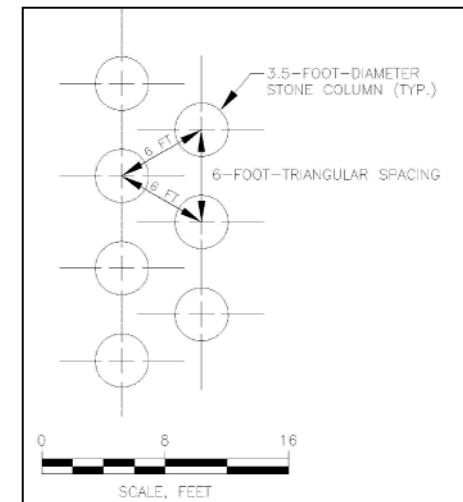 3.5-FOOT-DIAMETER
STONE COLUMN (TYP.)
6 FT
6-FOOT-TRIANGULAR SPACING
6 FT
0 8 16
SCALE, FEET